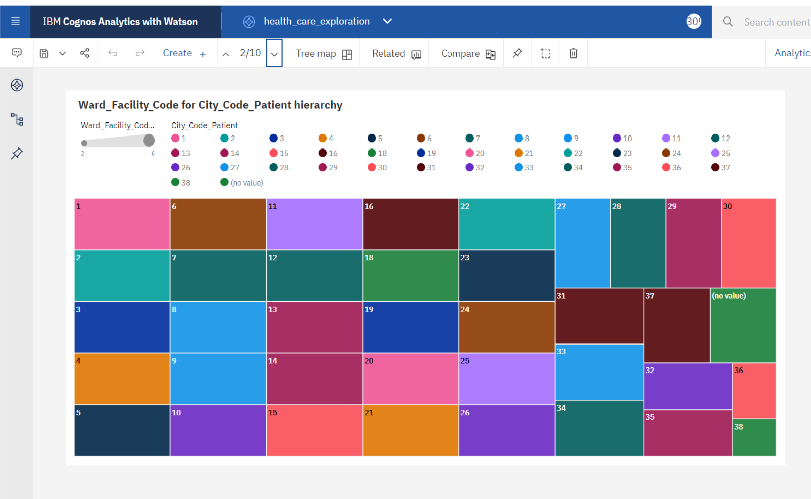 IBM Cognos Analytics with Watson
health_care_exploration
Search content
Create +
2/10
Tree map
Related
Compare
Analytic
Ward_Facility_Code for City_Code_Patient hierarchy
Ward_Facility_Cod...
City_Code_Patient
2 6
1 2 3 4 5 6 7 8 9 10 11 12
13 14 15 16 18 19 20 21 22 23 24 25
26 27 28 29 30 31 32 33 34 35 36 37
38 (no value)
1 6 11 16 22 27 28 29 30
2 7 12 18 23
31 37 (no value)
3 8 13 19 24
33
4 9 14 20 25
32 36
5 10 15 21 26 34
35
38